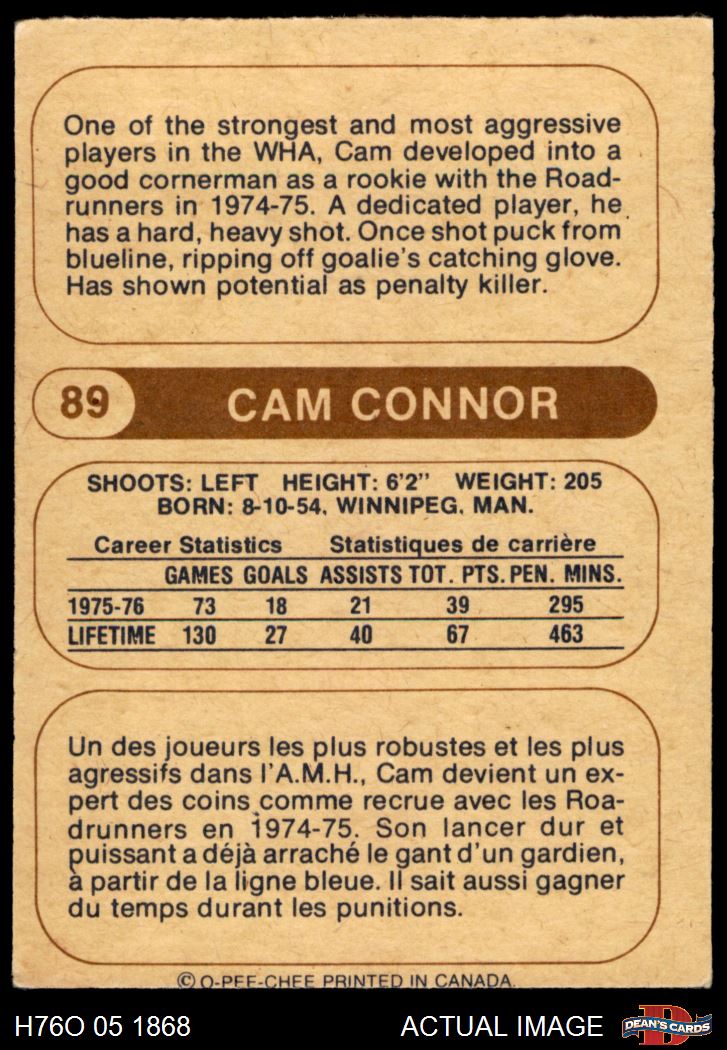 One of the strongest and most aggressive
players in the WHA, Cam developed into a
good cornerman as a rookie with the Road-
runners in 1974-75. A dedicated player, he
has a hard, heavy shot. Once shot puck from
blueline, ripping off goalie's catching glove.
Has shown potential as penalty killer.
89 CAM CONNOR
SHOOTS: LEFT HEIGHT: 6'2" WEIGHT: 205
BORN: 8-10-54, WINNIPEG, MAN.
Career Statistics Statistiques de carrière
GAMES GOALS ASSISTS TOT. PTS. PEN. MINS.
1975-76 73 18 21 39 295
LIFETIME 130 27 40 67 463
Un des joueurs les plus robustes et les plus
agressifs dans l'A.M.H., Cam devient un ex-
pert des coins comme recrue avec les Roa-
drunners en 1974-75. Son lancer dur et
puissant a déjà arraché le gant d'un gardien,
à partir de la ligne bleue. Il sait aussi gagner
du temps durant les punitions.
© O-PEE-CHEE PRINTED IN CANADA.
H76O 05 1868 ACTUAL IMAGE D DEAN'S CARDS